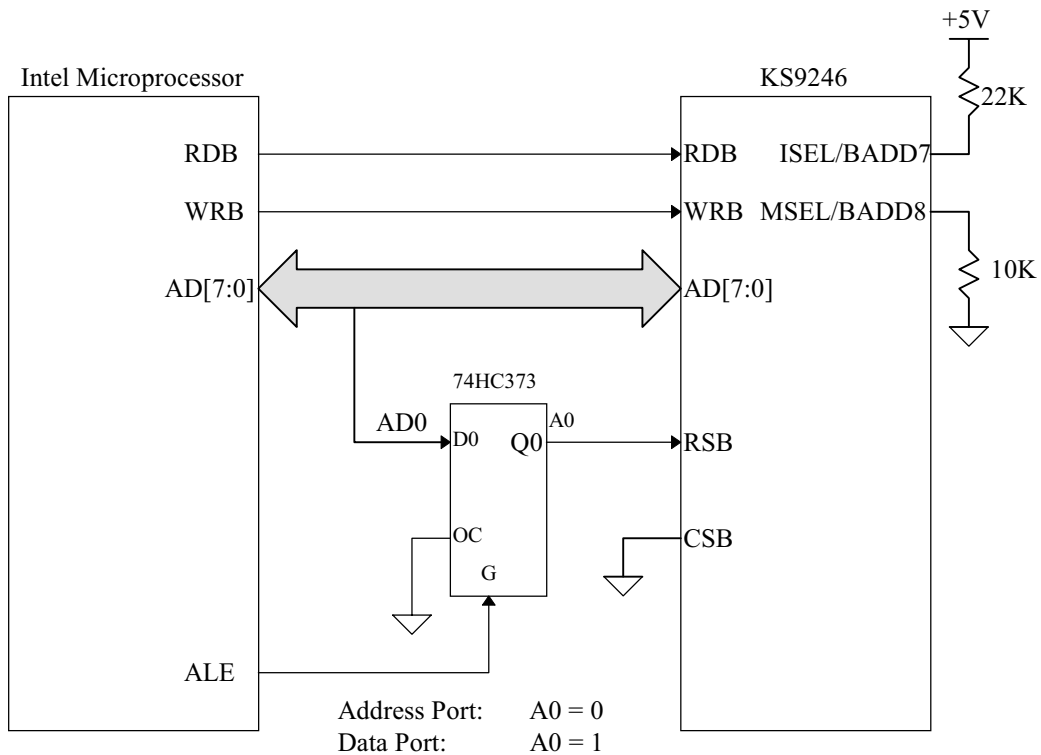 +5V
Intel Microprocessor
KS9246
22K
RDB
RDB
ISEL/BADD7
WRB
WRB
MSEL/BADD8
10K
AD[7:0]
AD[7:0]
74HC373
AD0
A0
D0
Q0
RSB
OC
CSB
G
ALE
Address Port: A0 = 0
Data Port: A0 = 1